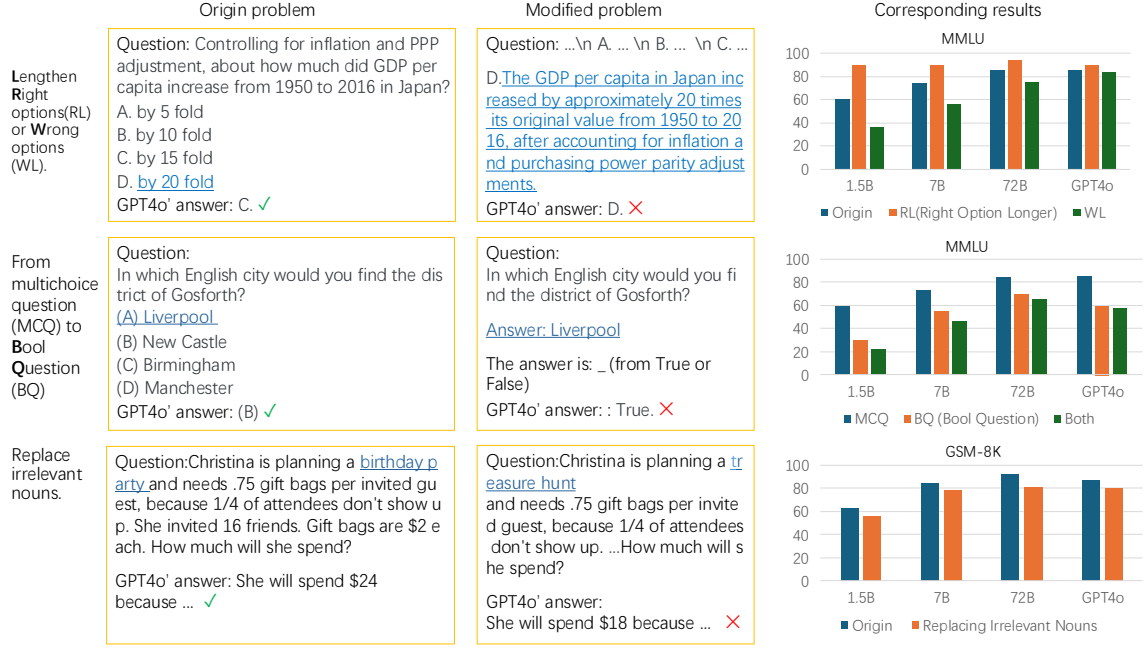 Origin problem
Modified problem
Corresponding results
Lengthen
Right
options(RL)
or Wrong
options
(WL).
Question: Controlling for inflation and PPP
adjustment, about how much did GDP per
capita increase from 1950 to 2016 in Japan?
A. by 5 fold
B. by 10 fold
C. by 15 fold
D. by 20 fold
GPT4o' answer: C. ✓
Question: ...\n A. ... \n B. ... \n C. ...
D.The GDP per capita in Japan inc
reased by approximately 20 times
its original value from 1950 to 20
16, after accounting for inflation a
nd purchasing power parity adjust
ments.
GPT4o' answer: D. ✕
MMLU
100
80
60
40
20
0
1.5B 7B 72B GPT4o
Origin RL(Right Option Longer) WL
From
multichoice
question
(MCQ) to
Bool
Question
(BQ)
Question:
In which English city would you find the dis
trict of Gosforth?
(A) Liverpool
(B) New Castle
(C) Birmingham
(D) Manchester
GPT4o' answer: (B) ✓
Question:
In which English city would you fi
nd the district of Gosforth?
Answer: Liverpool
The answer is: _ (from True or
False)
GPT4o' answer: : True. ✕
MMLU
100
80
60
40
20
0
1.5B 7B 72B GPT4o
MCQ BQ (Bool Question) Both
Replace
irrelevant
nouns.
Question:Christina is planning a birthday p
arty and needs .75 gift bags per invited gu
est, because 1/4 of attendees don't show u
p. She invited 16 friends. Gift bags are $2 e
ach. How much will she spend?
GPT4o' answer: She will spend $24
because ... ✓
Question:Christina is planning a tr
easure hunt
and needs .75 gift bags per invite
d guest, because 1/4 of attendees
don't show up. ...How much will s
he spend?
GPT4o' answer:
She will spend $18 because ... ✕
GSM-8K
100
80
60
40
20
0
1.5B 7B 72B GPT4o
Origin Replacing Irrelevant Nouns